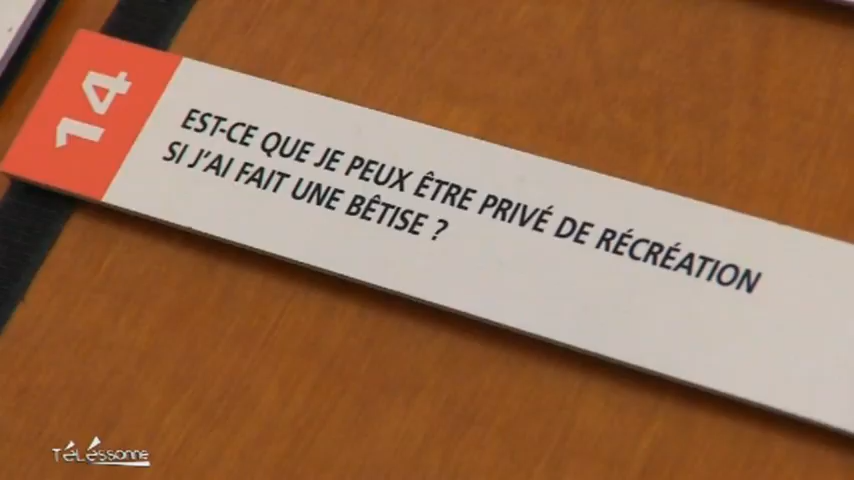 14
EST-CE QUE JE PEUX ÊTRE PRIVÉ DE RÉCRÉATION
SI J'AI FAIT UNE BÊTISE ?
TéLéssonne